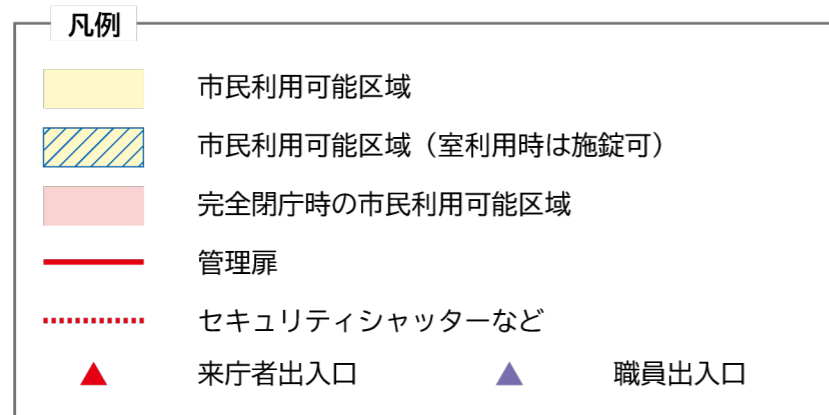 凡例
市民利用可能区域
市民利用可能区域（室利用時は施錠可）
完全閉庁時の市民利用可能区域
管理扉
セキュリティシャッターなど
来庁者出入口 職員出入口